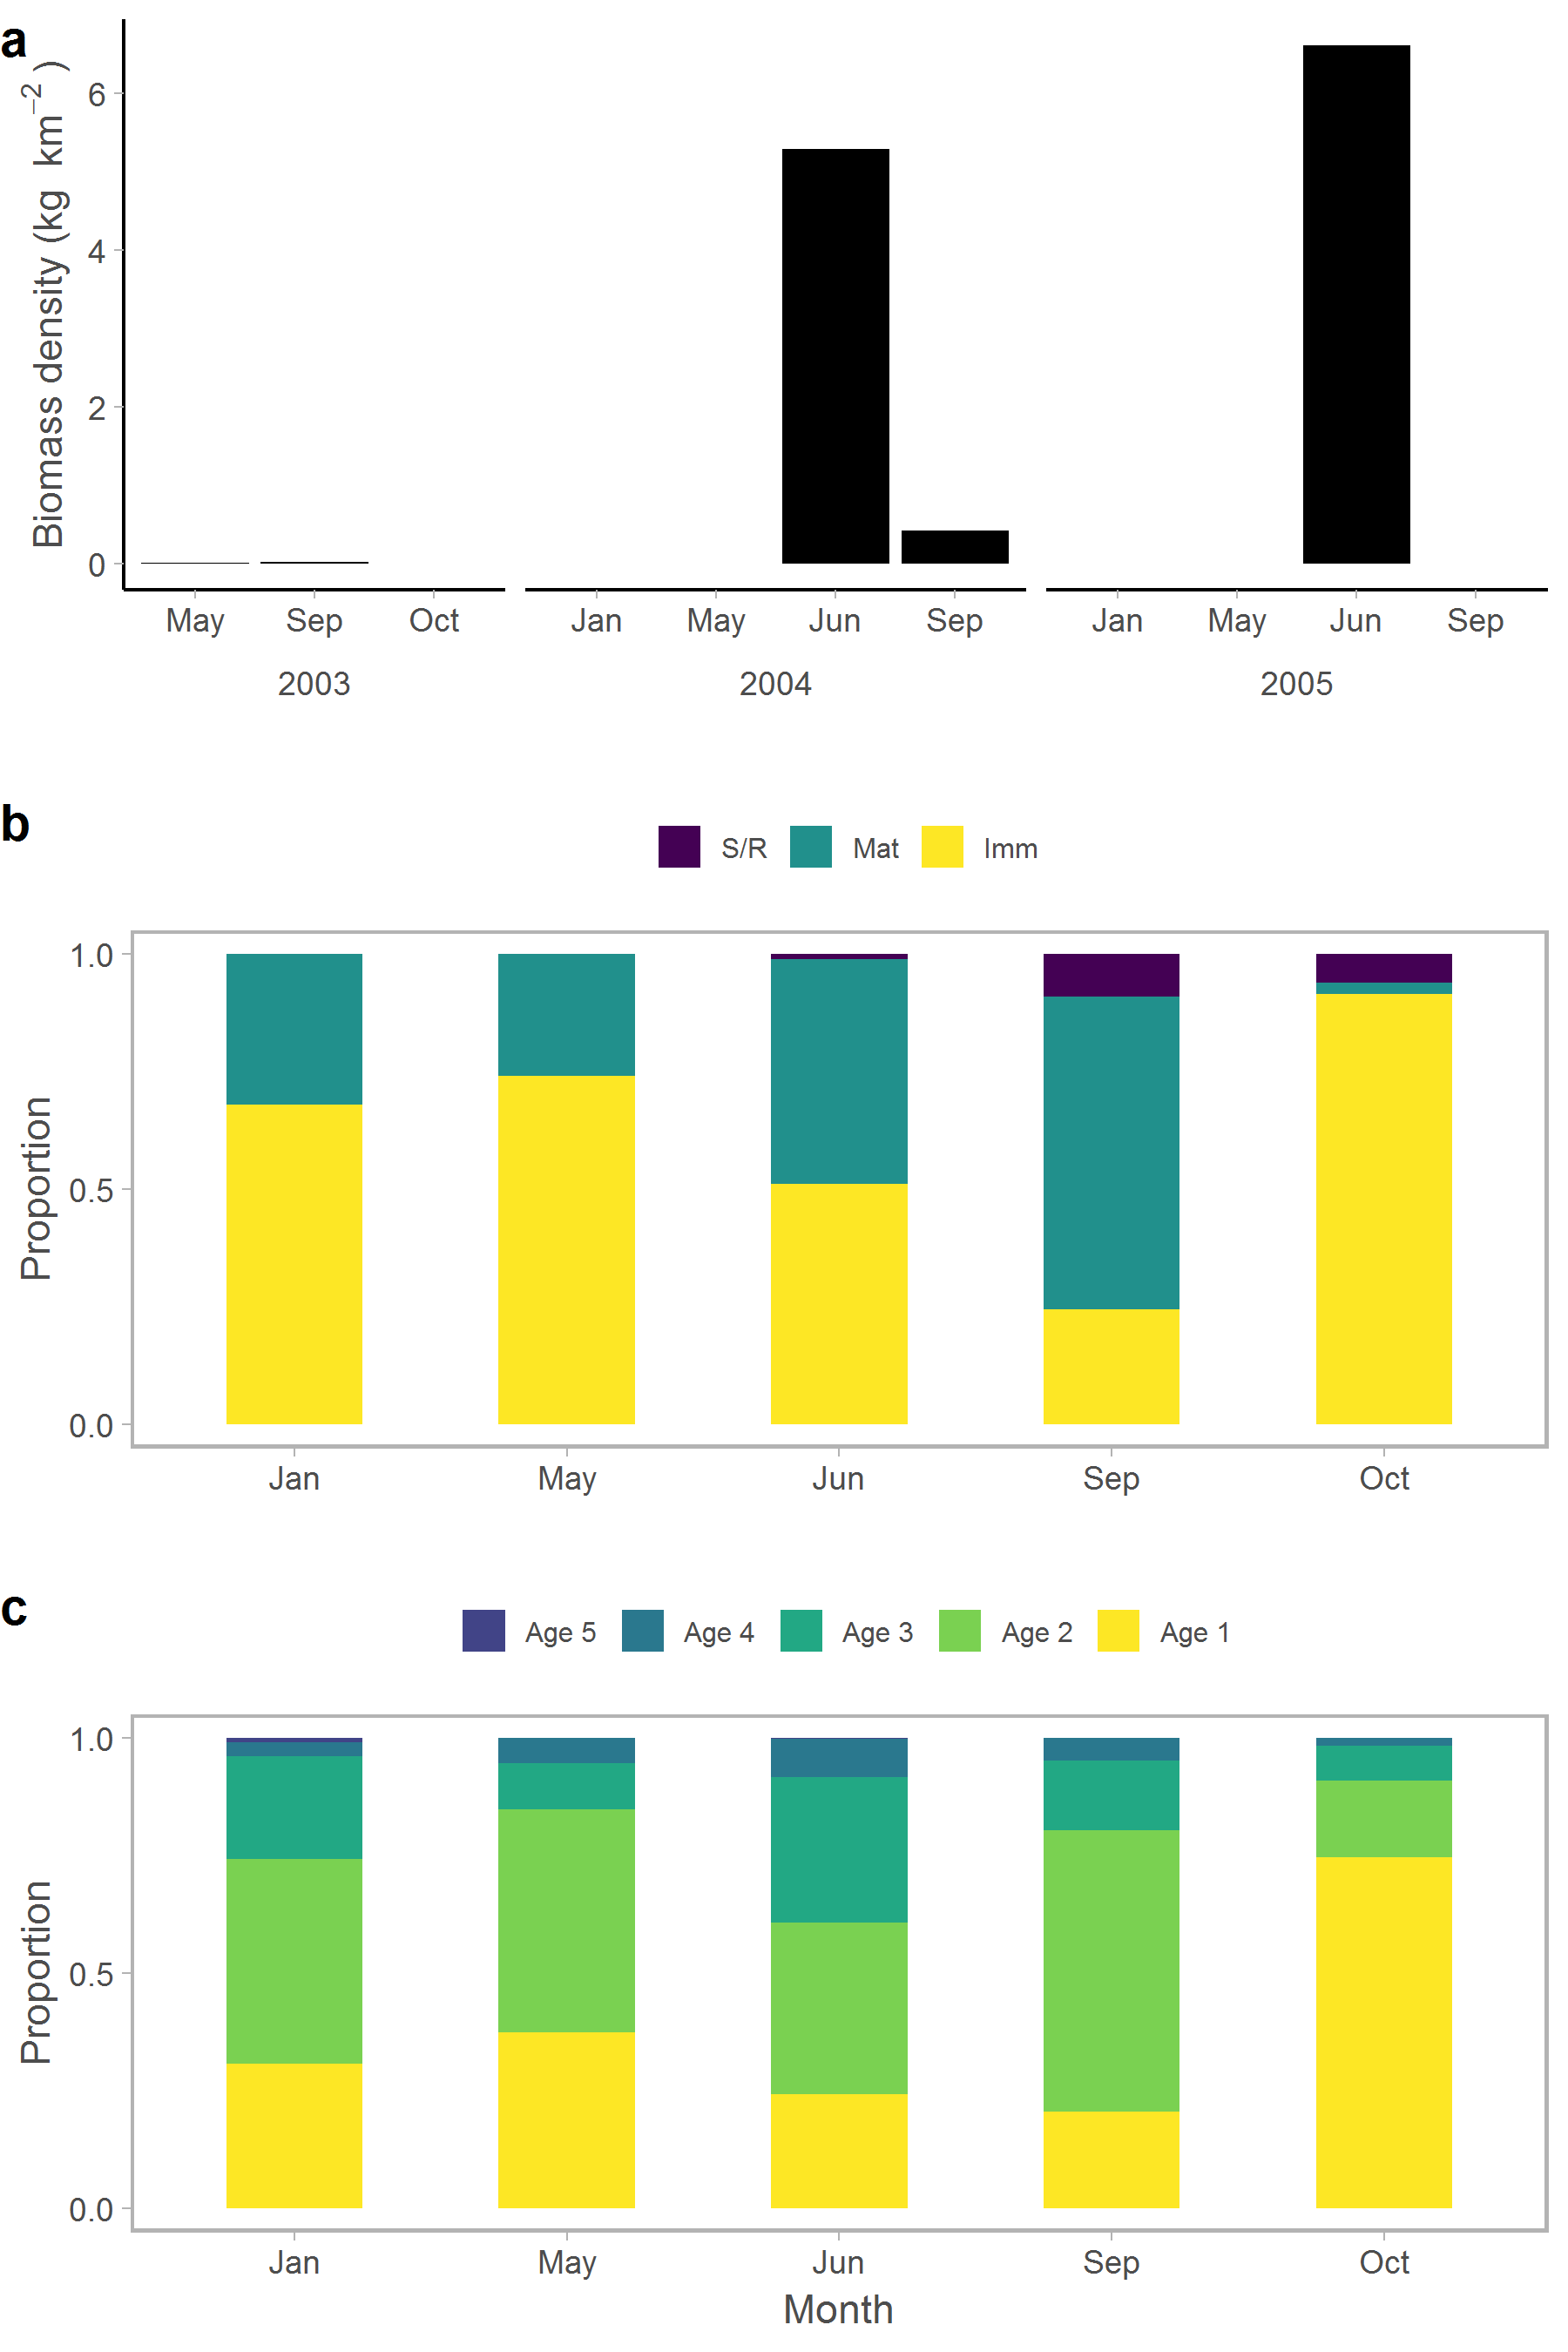 a
Biomass density (kg km−2)
6
4
2
0
May Sep Oct Jan May Jun Sep Jan May Jun Sep
2003 2004 2005
b
S/R Mat Imm
Proportion
1.0
0.5
0.0
Jan May Jun Sep Oct
c
Age 5 Age 4 Age 3 Age 2 Age 1
Proportion
1.0
0.5
0.0
Jan May Jun Sep Oct
Month